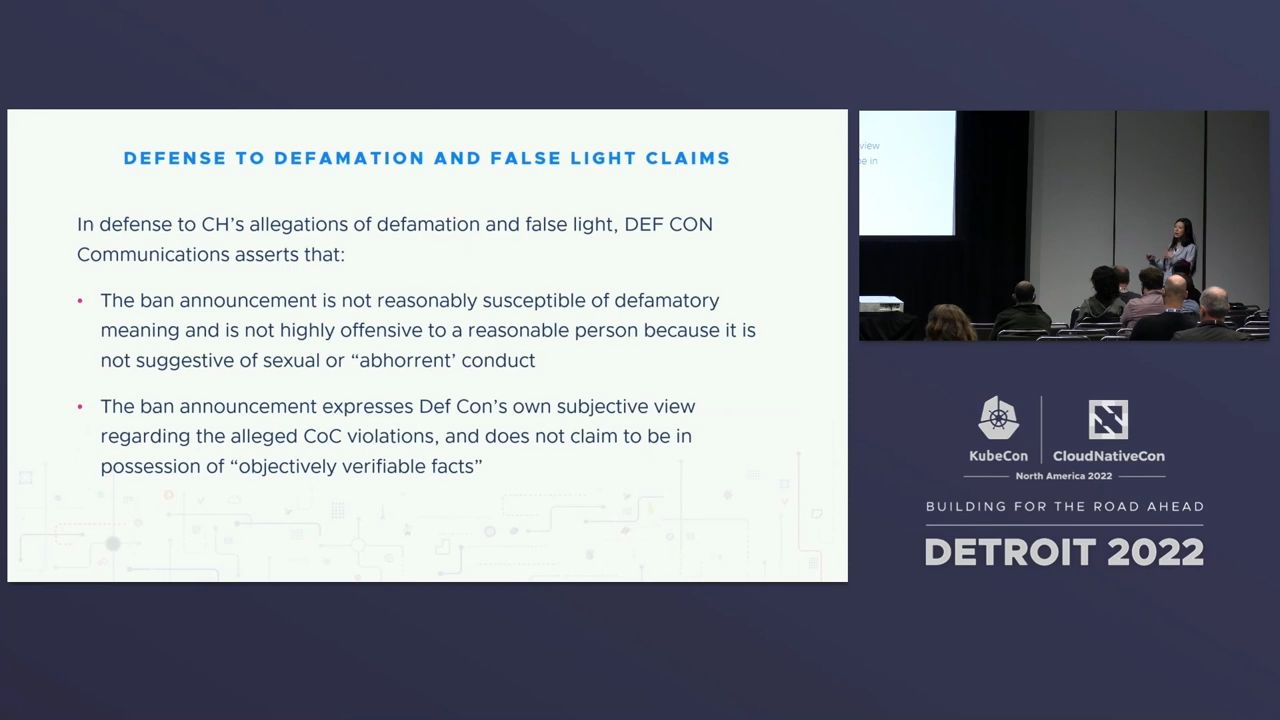 DEFENSE TO DEFAMATION AND FALSE LIGHT CLAIMS
In defense to CH’s allegations of defamation and false light, DEF CON
Communications asserts that:
• The ban announcement is not reasonably susceptible of defamatory
meaning and is not highly offensive to a reasonable person because it is
not suggestive of sexual or “abhorrent’ conduct
• The ban announcement expresses Def Con’s own subjective view
regarding the alleged CoC violations, and does not claim to be in
possession of “objectively verifiable facts”
view
be in
KubeCon
CloudNativeCon
North America 2022
BUILDING FOR THE ROAD AHEAD
DETROIT 2022